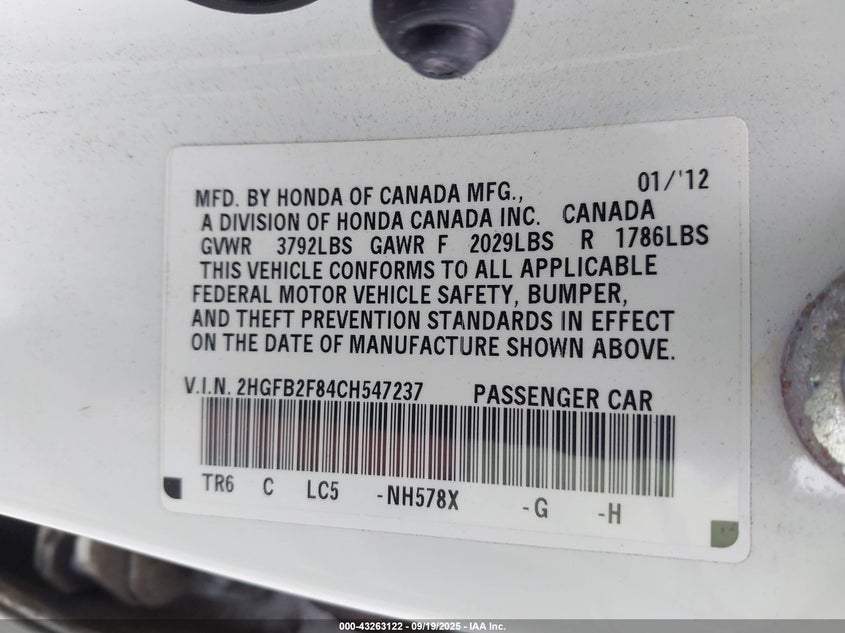 01/'12
MFD. BY HONDA OF CANADA MFG.,
A DIVISION OF HONDA CANADA INC. CANADA
GVWR 3792LBS GAWR F 2029LBS R 1786LBS
THIS VEHICLE CONFORMS TO ALL APPLICABLE
FEDERAL MOTOR VEHICLE SAFETY, BUMPER,
AND THEFT PREVENTION STANDARDS IN EFFECT
ON THE DATE OF MANUFACTURE SHOWN ABOVE.
V.I.N. 2HGFB2F84CH547237 PASSENGER CAR
TR6 C LC5 -NH578X -G -H
000-43263122 - 09/19/2025 - IAA Inc.